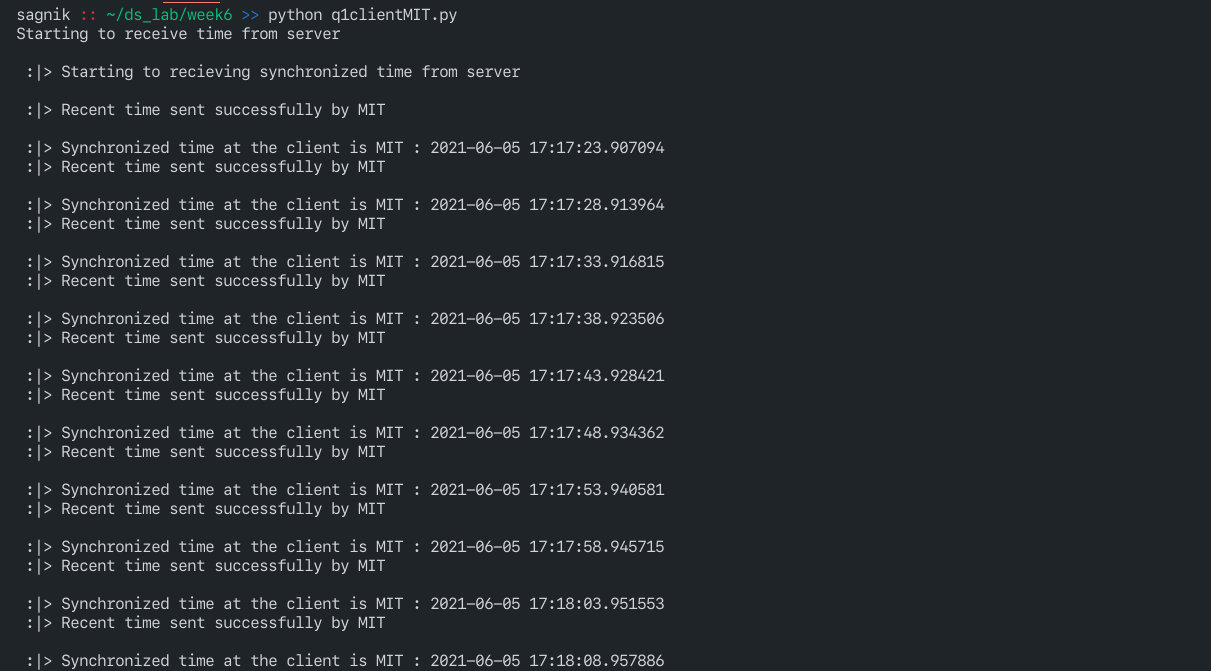 sagnik :: ~/ds_lab/week6 >> python q1clientMIT.py
Starting to receive time from server
:|> Starting to recieving synchronized time from server
:|> Recent time sent successfully by MIT
:|> Synchronized time at the client is MIT : 2021-06-05 17:17:23.907094
:|> Recent time sent successfully by MIT
:|> Synchronized time at the client is MIT : 2021-06-05 17:17:28.913964
:|> Recent time sent successfully by MIT
:|> Synchronized time at the client is MIT : 2021-06-05 17:17:33.916815
:|> Recent time sent successfully by MIT
:|> Synchronized time at the client is MIT : 2021-06-05 17:17:38.923506
:|> Recent time sent successfully by MIT
:|> Synchronized time at the client is MIT : 2021-06-05 17:17:43.928421
:|> Recent time sent successfully by MIT
:|> Synchronized time at the client is MIT : 2021-06-05 17:17:48.934362
:|> Recent time sent successfully by MIT
:|> Synchronized time at the client is MIT : 2021-06-05 17:17:53.940581
:|> Recent time sent successfully by MIT
:|> Synchronized time at the client is MIT : 2021-06-05 17:17:58.945715
:|> Recent time sent successfully by MIT
:|> Synchronized time at the client is MIT : 2021-06-05 17:18:03.951553
:|> Recent time sent successfully by MIT
:|> Synchronized time at the client is MIT : 2021-06-05 17:18:08.957886